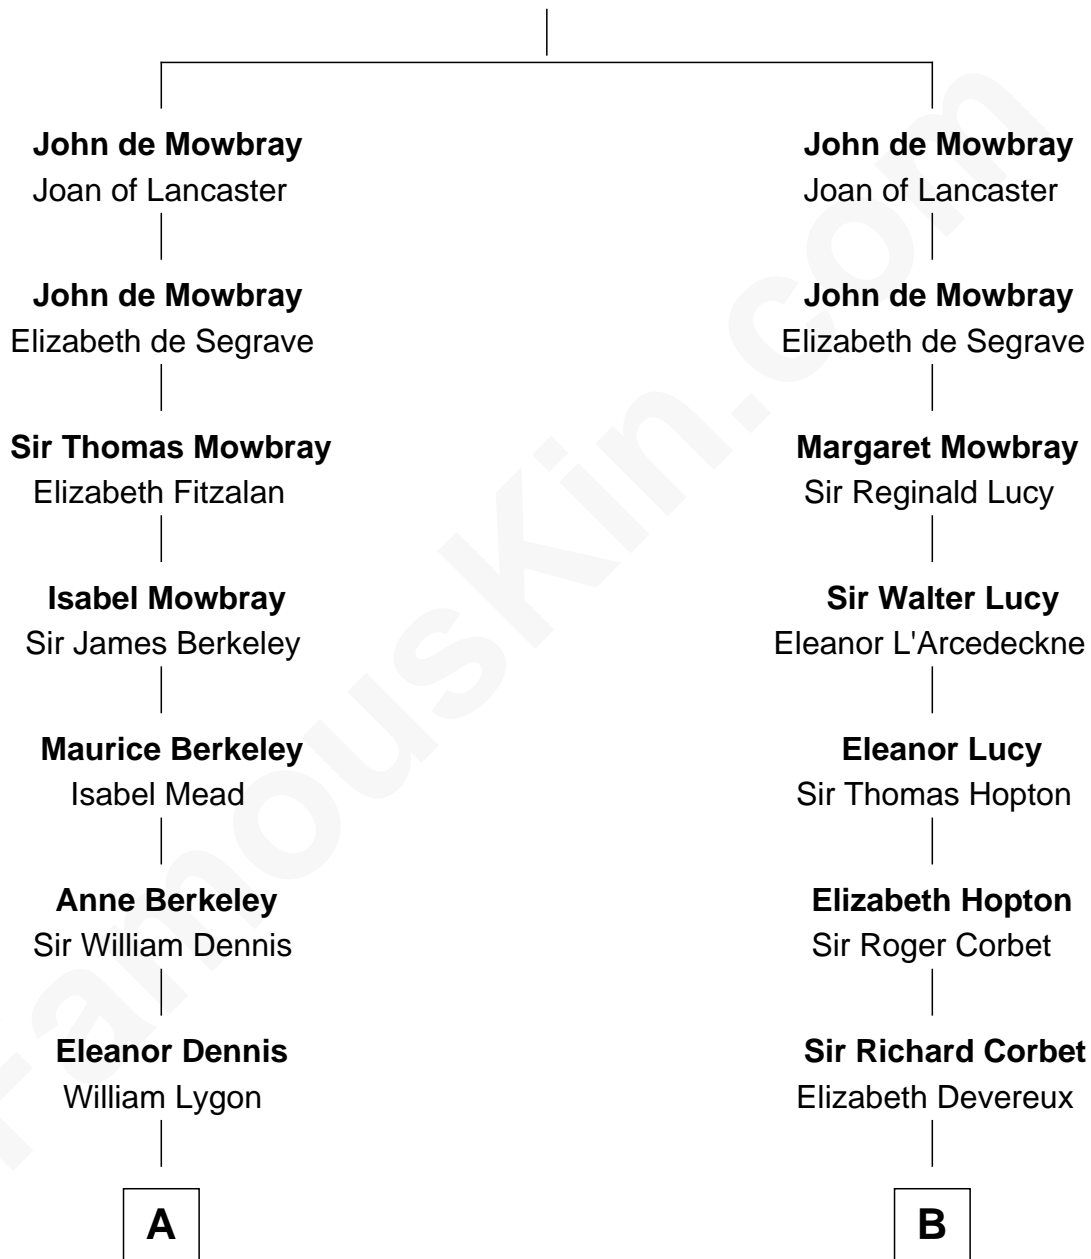 John de Mowbray
Joan of Lancaster
John de Mowbray
Elizabeth de Segrave
Sir Thomas Mowbray
Elizabeth Fitzalan
Isabel Mowbray
Sir James Berkeley
Maurice Berkeley
Isabel Mead
Anne Berkeley
Sir William Dennis
Eleanor Dennis
William Lygon
A
John de Mowbray
Joan of Lancaster
John de Mowbray
Elizabeth de Segrave
Margaret Mowbray
Sir Reginald Lucy
Sir Walter Lucy
Eleanor L'Arcedeckne
Eleanor Lucy
Sir Thomas Hopton
Elizabeth Hopton
Sir Roger Corbet
Sir Richard Corbet
Elizabeth Devereux
B
FamousKin.com